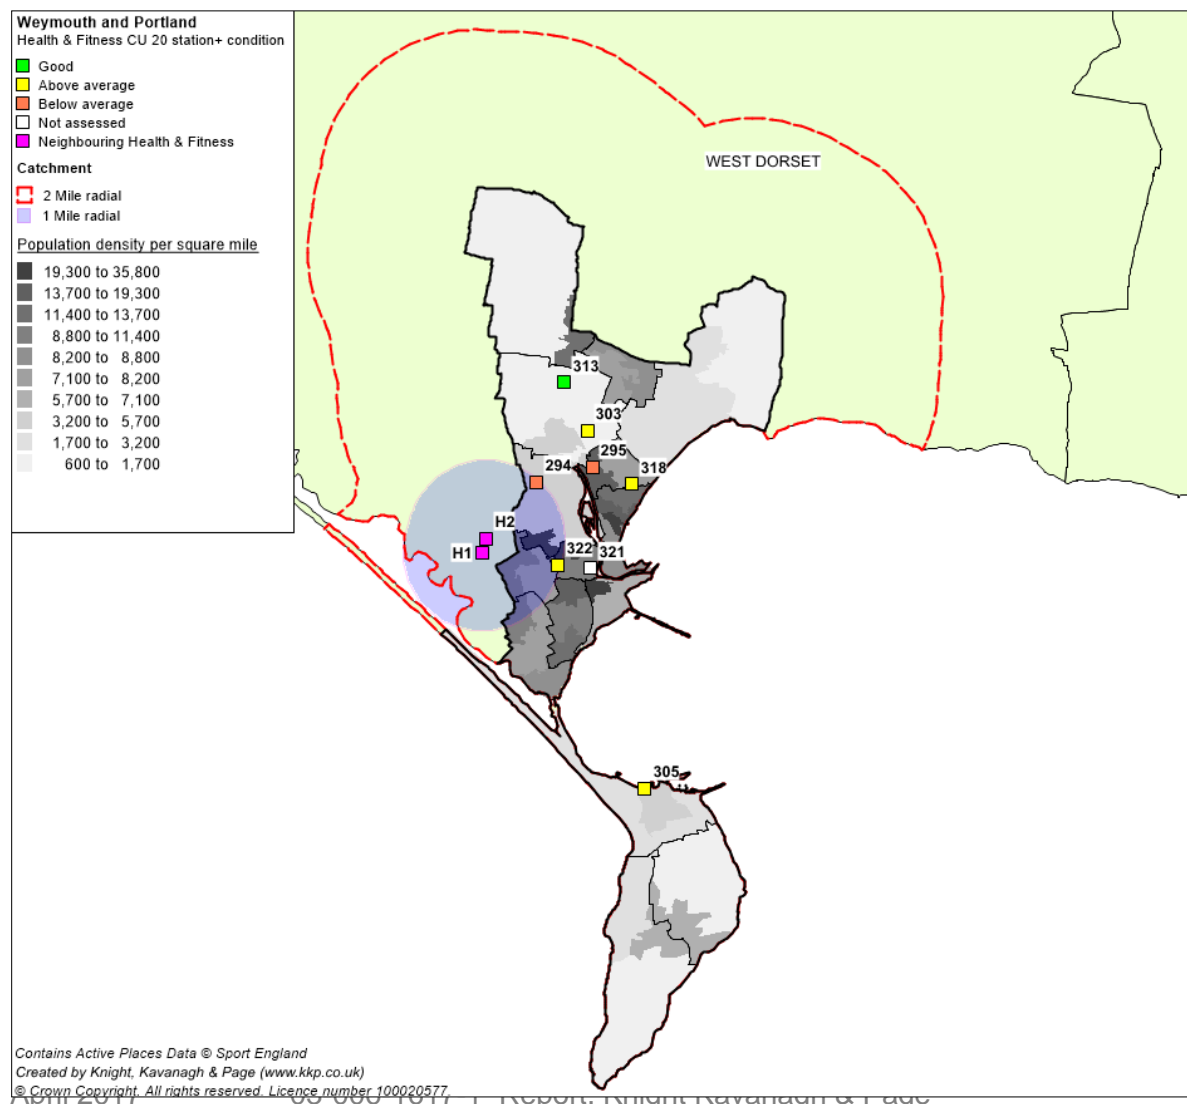 Weymouth and Portland
Health & Fitness CU 20 station+ condition
Good
Above average
Below average
Not assessed
Neighbouring Health & Fitness
Catchment
2 Mile radial
1 Mile radial
Population density per square mile
19,300 to 35,800
13,700 to 19,300
11,400 to 13,700
8,800 to 11,400
8,200 to 8,800
7,100 to 8,200
5,700 to 7,100
3,200 to 5,700
1,700 to 3,200
600 to 1,700
WEST DORSET
313
303
295
294
318
H2
H1
322
321
305
Contains Active Places Data © Sport England
Created by Knight, Kavanagh & Page (www.kkp.co.uk)
© Crown Copyright. All rights reserved. Licence number 100020577.
April 2017 Report: Knight Kavanagh & Page